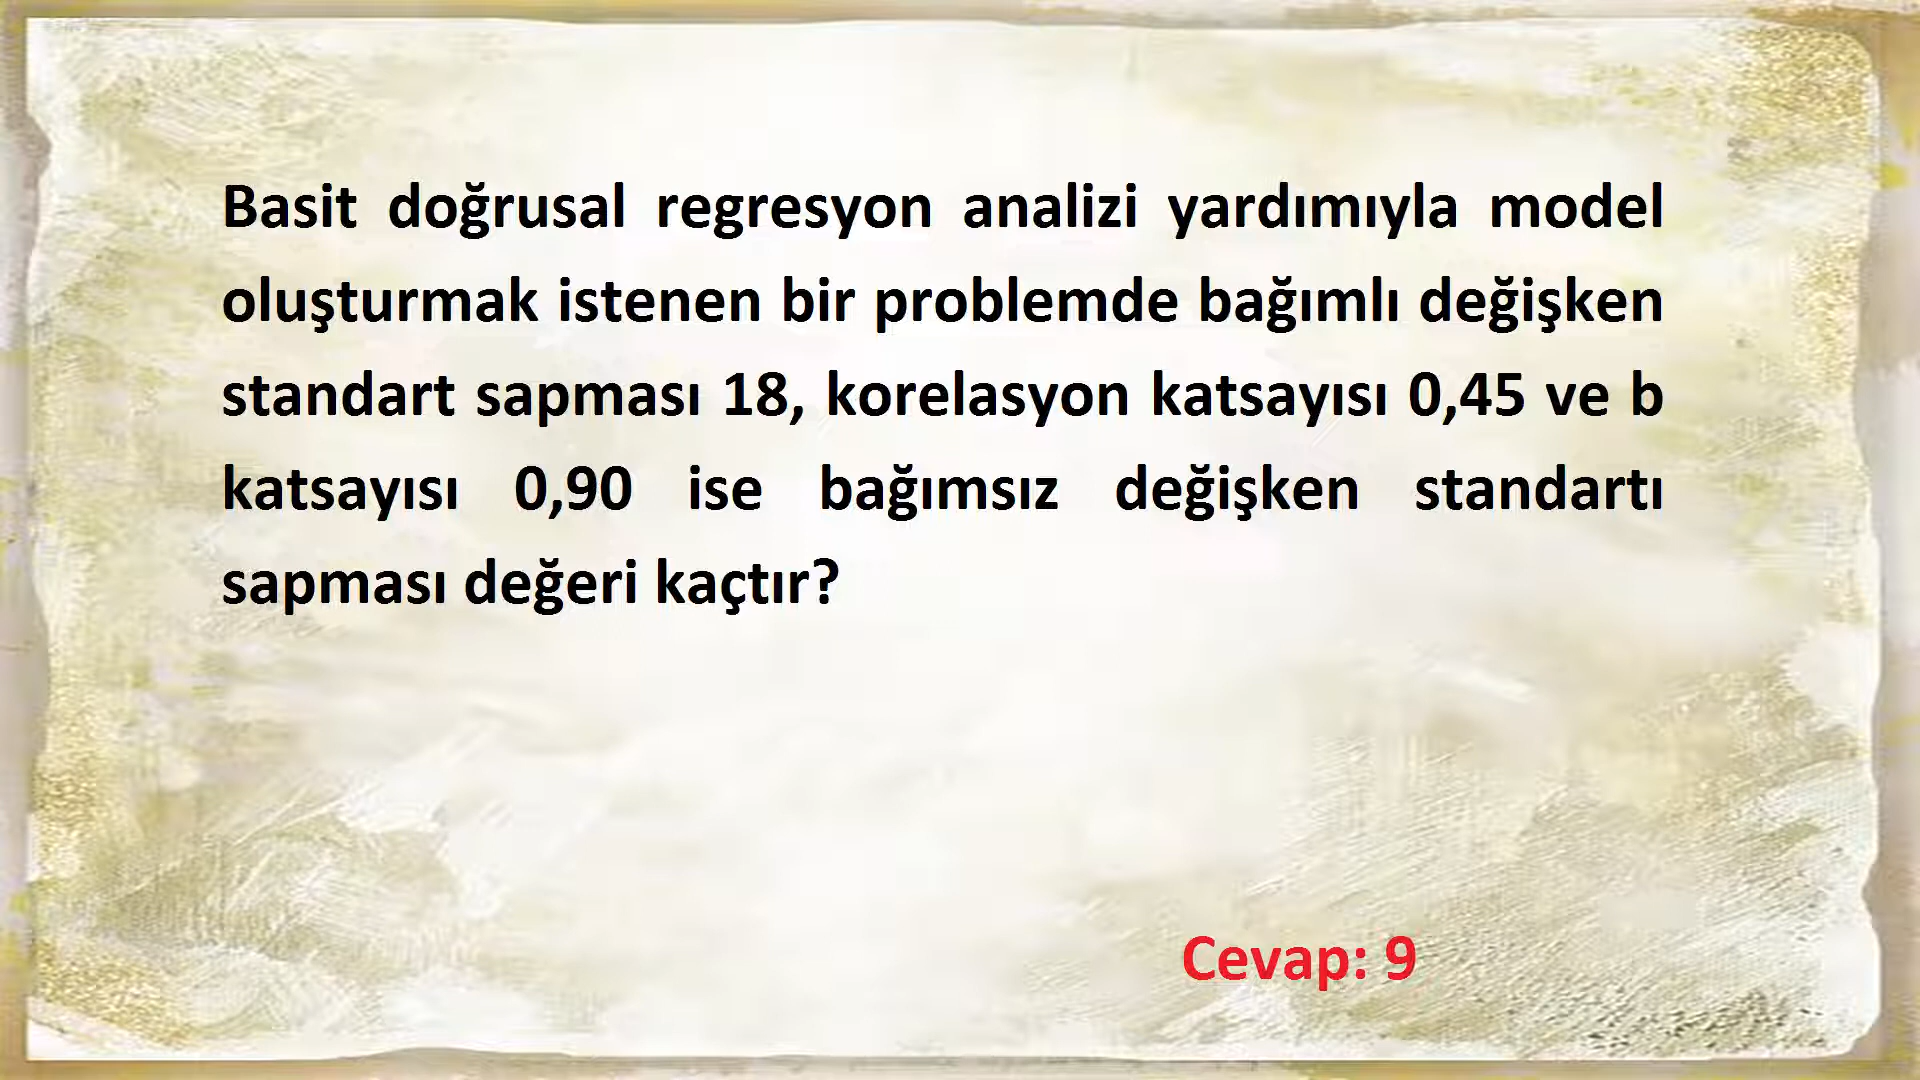 Basit doğrusal regresyon analizi yardımıyla model
oluşturmak istenen bir problemde bağımlı değişken
standart sapması 18, korelasyon katsayısı 0,45 ve b
katsayısı 0,90 ise bağımsız değişken standartı
sapması değeri kaçtır?
Cevap: 9